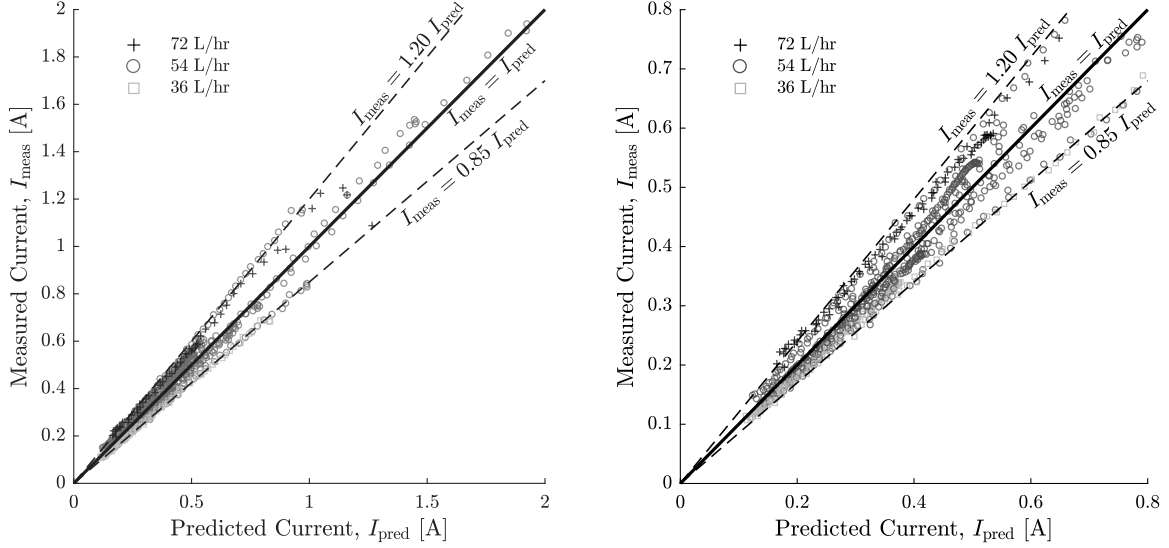 2
1.8
1.6
1.4
1.2
1
0.8
0.6
0.4
0.2
0
0
0.5
1
1.5
2
Measured Current, I_meas [A]
Predicted Current, I_pred [A]
72 L/hr
54 L/hr
36 L/hr
I_meas = 1.20 I_pred
I_meas = I_pred
I_meas = 0.85 I_pred
0.8
0.7
0.6
0.5
0.4
0.3
0.2
0.1
0
0
0.2
0.4
0.6
0.8
Measured Current, I_meas [A]
Predicted Current, I_pred [A]
72 L/hr
54 L/hr
36 L/hr
I_meas = 1.20 I_pred
I_meas = I_pred
I_meas = 0.85 I_pred